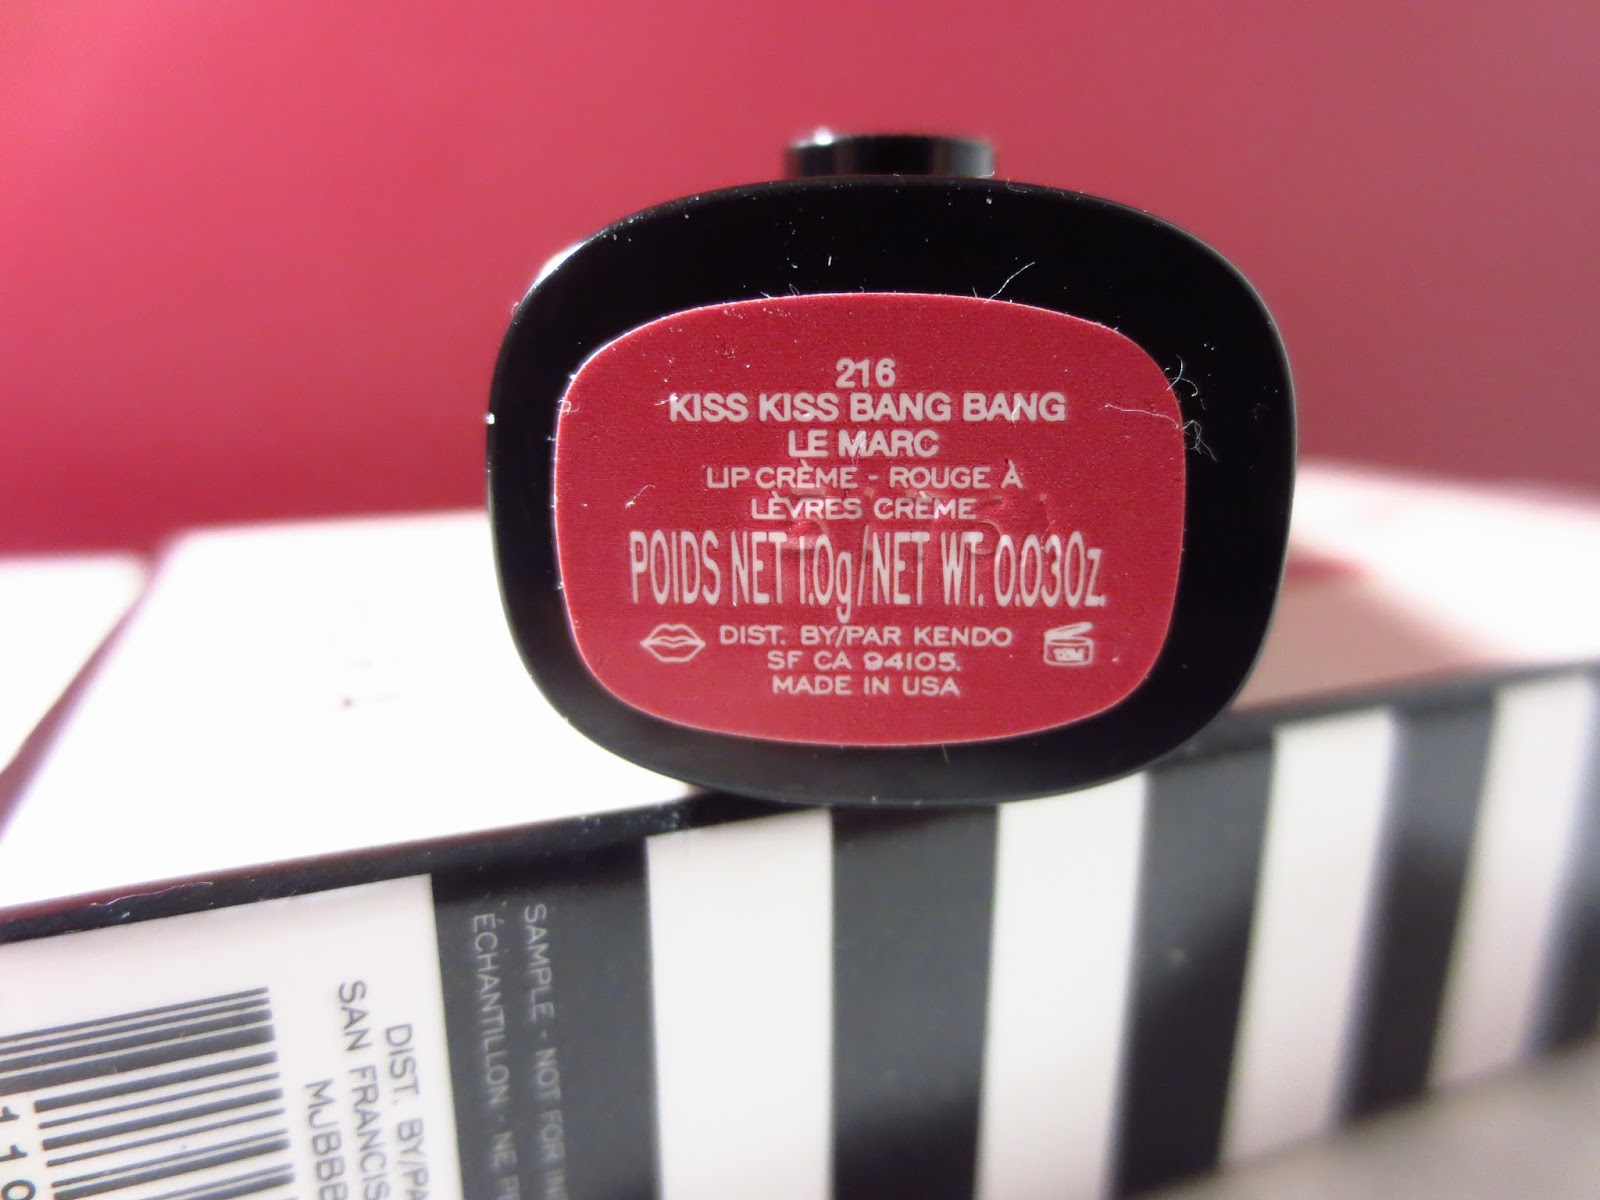 216
KISS KISS BANG BANG
LE MARC
LIP CRÈME - ROUGE À
LÈVRES CRÈME
POIDS NET 1.0g/NET WT. 0.03OZ.
DIST. BY/PAR KENDO
SF CA 94105.
MADE IN USA
12M
SAMPLE - NOT FOR
ÉCHANTILLON - NE
DIST. BY/PA
SAN FRANCIS
MJBBB